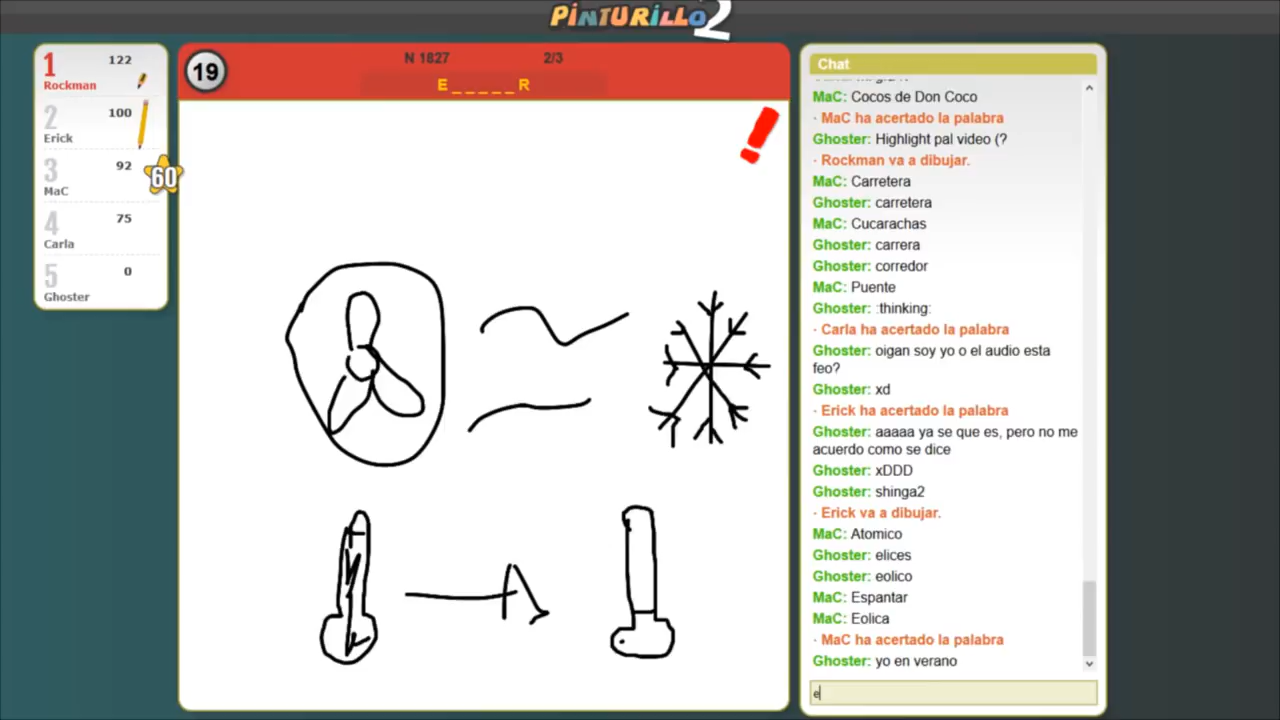 PINTURILLO 2
1 122
Rockman
2 100
Erick
3 92
MaC
60
4 75
Carla
5 0
Ghoster
19
N 1827 2/3
E _ _ _ _ _ R
!
Chat
MaC: Cocos de Don Coco
· MaC ha acertado la palabra
Ghoster: Highlight pal video (?
· Rockman va a dibujar.
MaC: Carretera
Ghoster: carretera
MaC: Cucarachas
Ghoster: carrera
Ghoster: corredor
MaC: Puente
Ghoster: :thinking:
· Carla ha acertado la palabra
Ghoster: oigan soy yo o el audio esta
feo?
Ghoster: xd
· Erick ha acertado la palabra
Ghoster: aaaaa ya se que es, pero no me
acuerdo como se dice
Ghoster: xDDD
Ghoster: shinga2
· Erick va a dibujar.
MaC: Atomico
Ghoster: elices
Ghoster: eolico
MaC: Espantar
MaC: Eolica
· MaC ha acertado la palabra
Ghoster: yo en verano
e